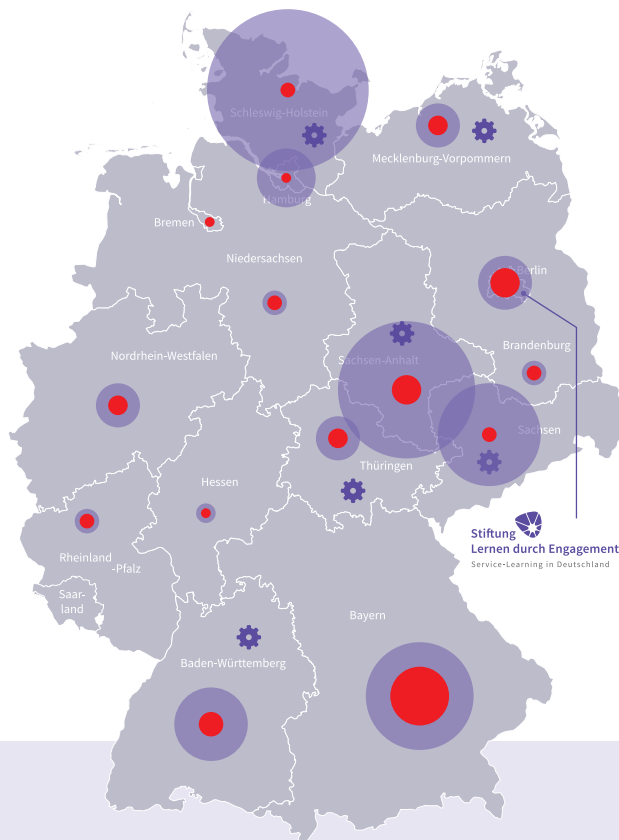 Schleswig-Holstein
Mecklenburg-Vorpommern
Hamburg
Bremen
Niedersachsen
Berlin
Brandenburg
Nordrhein-Westfalen
Sachsen-Anhalt
Sachsen
Thüringen
Hessen
Stiftung
Lernen durch Engagement
Service-Learning in Deutschland
Rheinland
-Pfalz
Saar-
land
Bayern
Baden-Württemberg